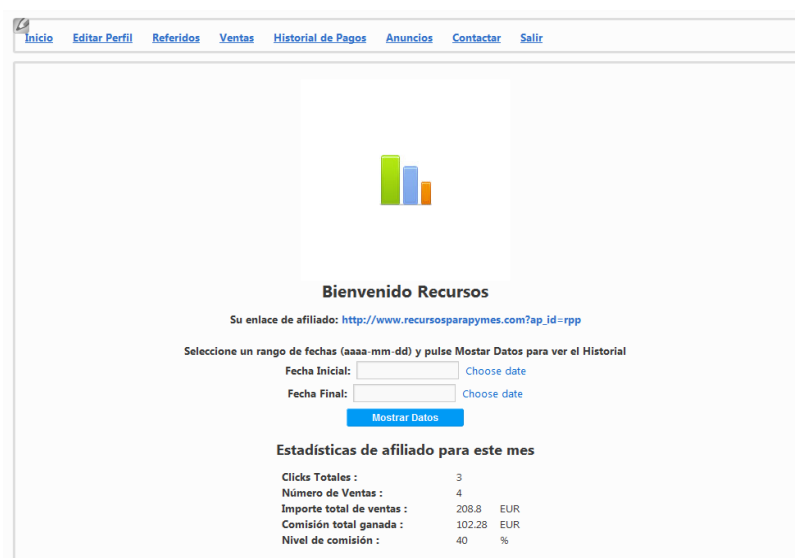 Inicio Editar Perfil Referidos Ventas Historial de Pagos Anuncios Contactar Salir
Bienvenido Recursos
Su enlace de afiliado: http://www.recursosparapymes.com?ap_id=rpp
Seleccione un rango de fechas (aaaa-mm-dd) y pulse Mostar Datos para ver el Historial
Fecha Inicial: Choose date
Fecha Final: Choose date
Mostrar Datos
Estadísticas de afiliado para este mes
Clicks Totales : 3
Número de Ventas : 4
Importe total de ventas : 208.8 EUR
Comisión total ganada : 102.28 EUR
Nivel de comisión : 40 %